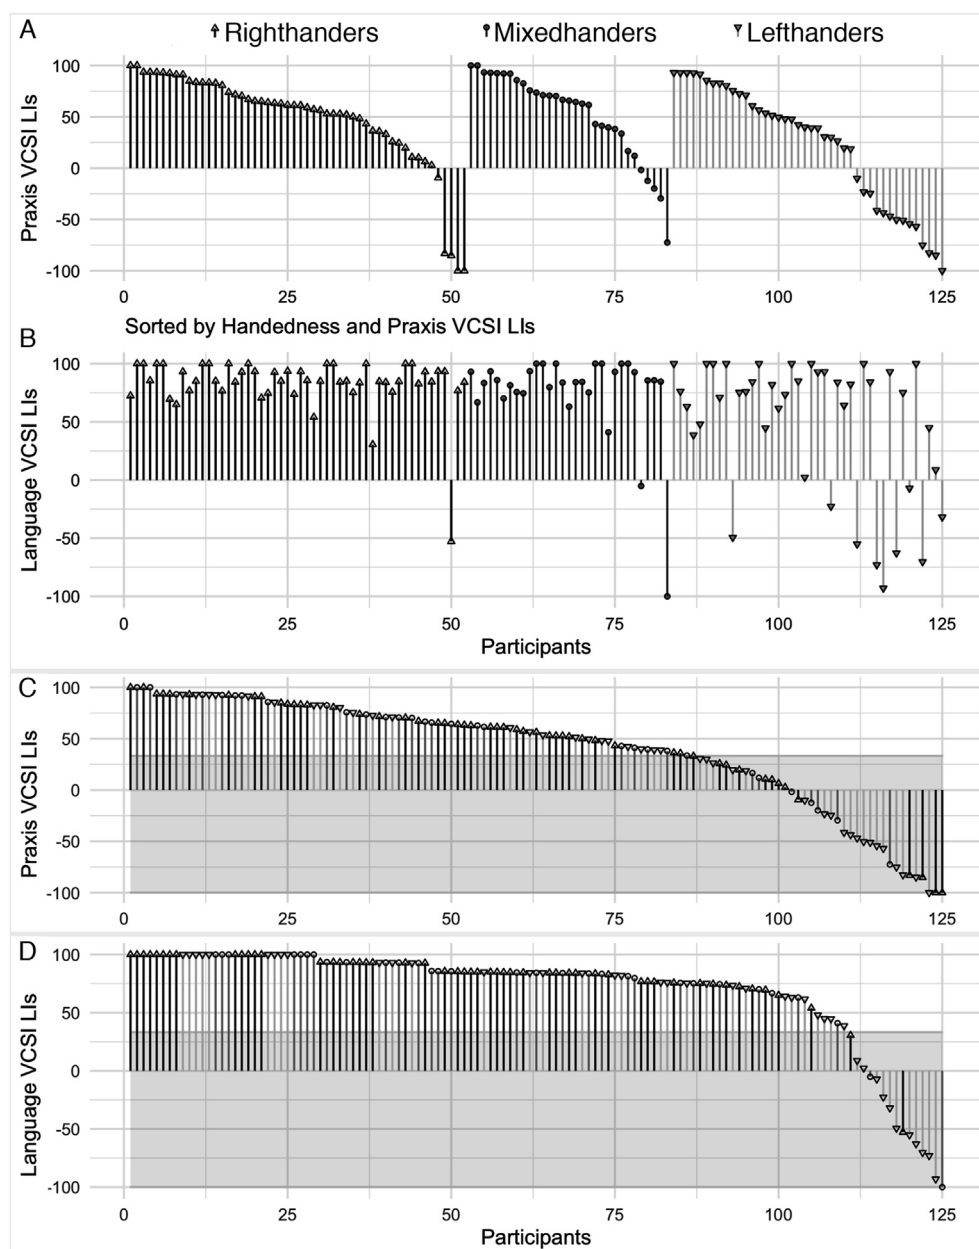 A Righthanders Mixedhanders Lefthanders
100
50
0
-50
-100
Praxis VCSI LIs
0 25 50 75 100 125
Sorted by Handedness and Praxis VCSI LIs
B
100
50
0
-50
-100
Language VCSI LIs
0 25 50 75 100 125
Participants
C
100
50
0
-50
-100
Praxis VCSI LIs
0 25 50 75 100 125
D
100
50
0
-50
-100
Language VCSI LIs
0 25 50 75 100 125
Participants